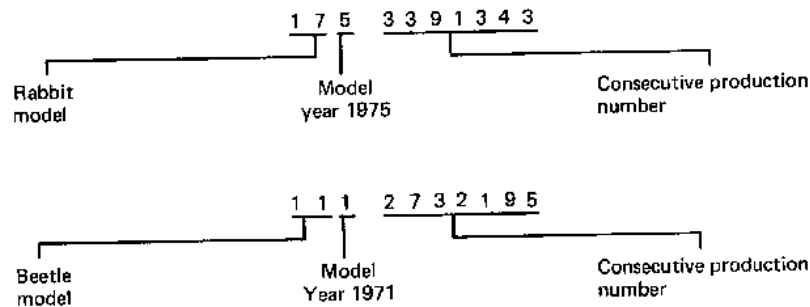 1 7 5 3 3 9 1 3 4 3
Rabbit
model
Model
year 1975
Consecutive production
number
1 1 1 2 7 3 2 1 9 5
Beetle
model
Model
Year 1971
Consecutive production
number